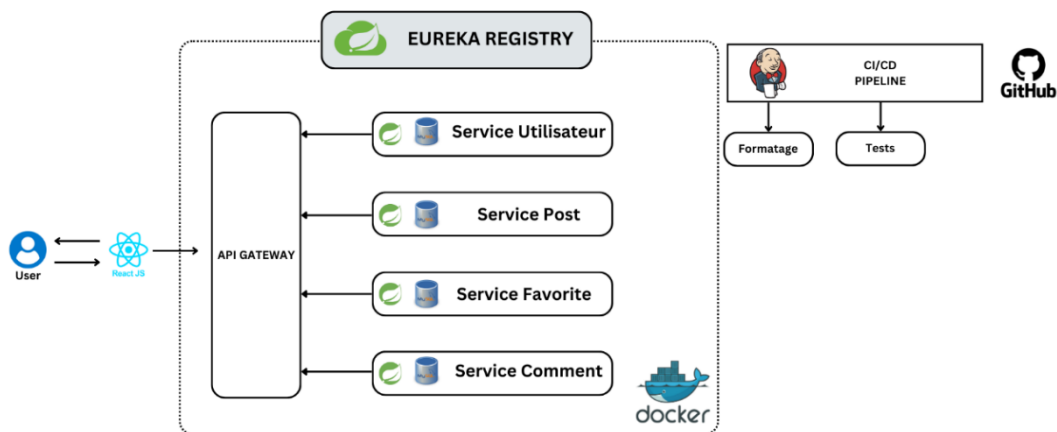 EUREKA REGISTRY
CI/CD
PIPELINE
GitHub
Formatage
Tests
Service Utilisateur
Service Post
Service Favorite
Service Comment
API GATEWAY
User
React JS
docker